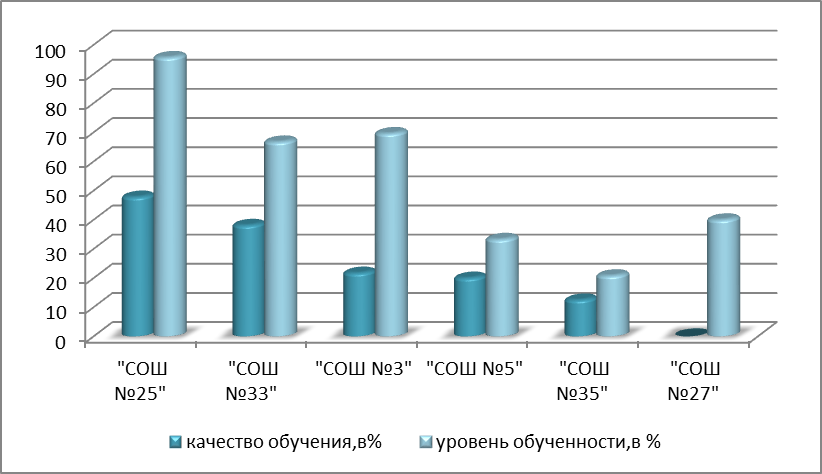 100
90
80
70
60
50
40
30
20
10
0
"СОШ №25"
"СОШ №33"
"СОШ №3"
"СОШ №5"
"СОШ №35"
"СОШ №27"
качество обучения,в%
уровень обученности,в %